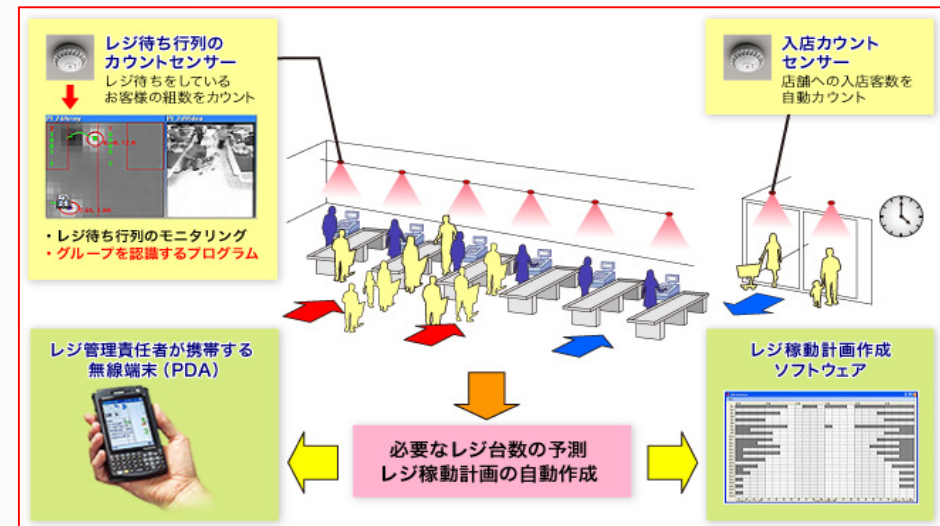 レジ待ち行列の
カウントセンサー
レジ待ちをしている
お客様の組数をカウント
・レジ待ち行列のモニタリング
・グループを認識するプログラム
入店カウント
センサー
店舗への入店客数を
自動カウント
レジ管理責任者が携帯する
無線端末（PDA）
必要なレジ台数の予測
レジ稼動計画の自動作成
レジ稼動計画作成
ソフトウェア